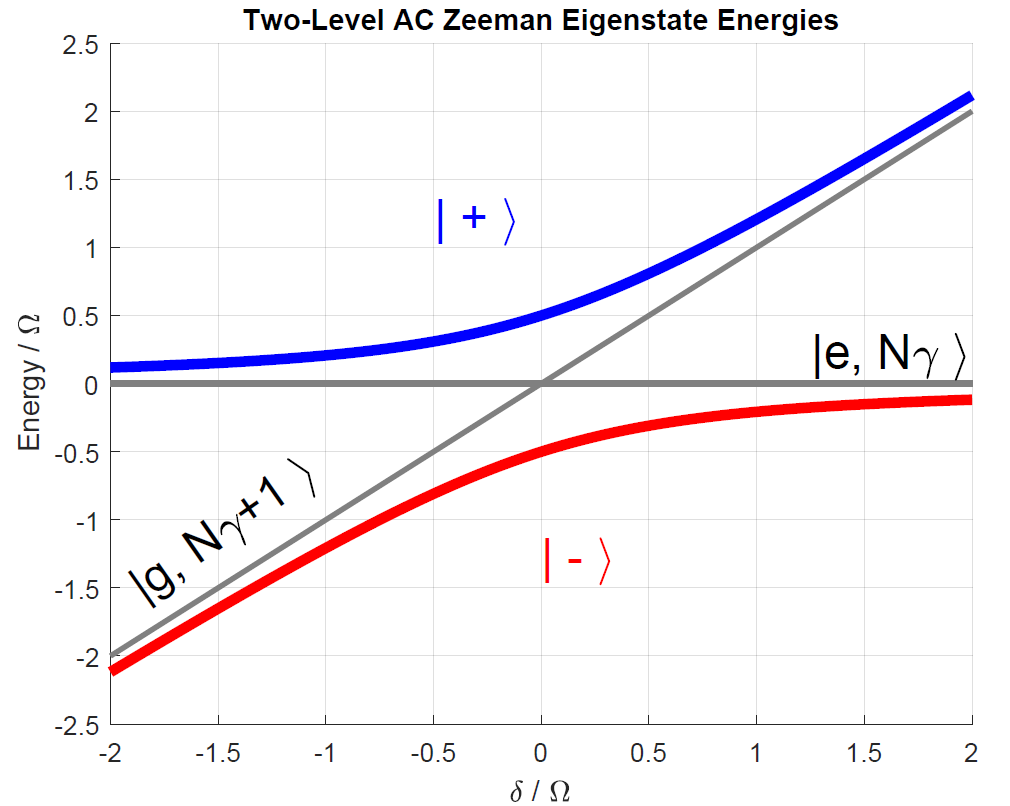 Two-Level AC Zeeman Eigenstate Energies
2.5
2
1.5
1
0.5
0
-0.5
-1
-1.5
-2
-2.5
Energy / Ω
| + ⟩
|e, Nγ ⟩
|g, Nγ+1 ⟩
| - ⟩
-2 -1.5 -1 -0.5 0 0.5 1 1.5 2
δ / Ω